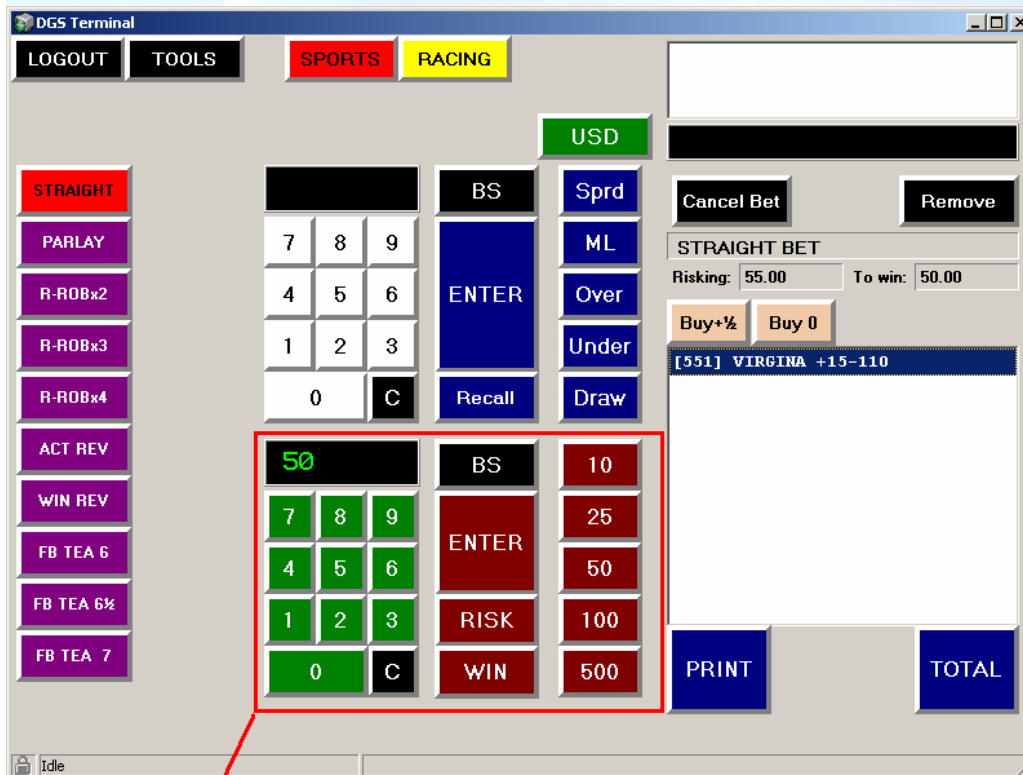 DGS Terminal
LOGOUT TOOLS SPORTS RACING
USD
STRAIGHT
PARLAY
R-ROBx2
R-ROBx3
R-ROBx4
ACT REV
WIN REV
FB TEA 6
FB TEA 6½
FB TEA 7
BS Sprd
7 8 9 ML
4 5 6 ENTER Over
1 2 3 Under
0 C Recall Draw
50 BS 10
7 8 9 25
ENTER
4 5 6 50
1 2 3 RISK 100
0 C WIN 500
Cancel Bet Remove
STRAIGHT BET
Risking: 55.00 To win: 50.00
Buy+½ Buy 0
[551] VIRGINA +15-110
PRINT TOTAL
Idle